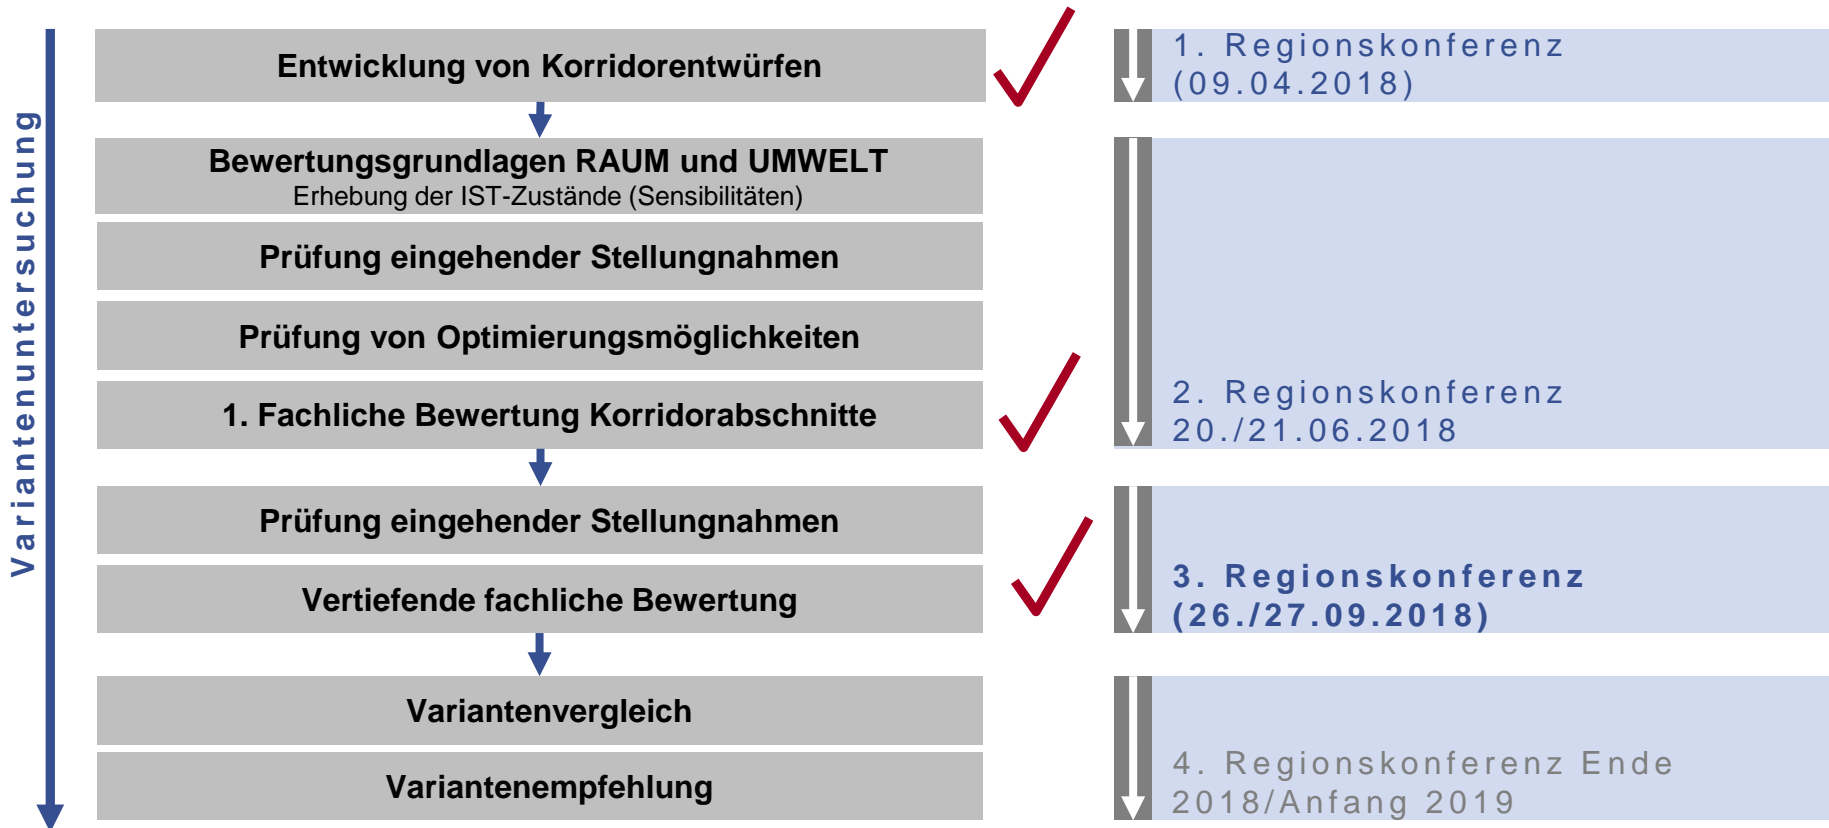 Variantenuntersuchung
Entwicklung von Korridorentwürfen
1. Regionskonferenz
(09.04.2018)
Bewertungsgrundlagen RAUM und UMWELT
Erhebung der IST-Zustände (Sensibilitäten)
Prüfung eingehender Stellungnahmen
Prüfung von Optimierungsmöglichkeiten
1. Fachliche Bewertung Korridorabschnitte
2. Regionskonferenz
20./21.06.2018
Prüfung eingehender Stellungnahmen
Vertiefende fachliche Bewertung
3. Regionskonferenz
(26./27.09.2018)
Variantenvergleich
Variantenempfehlung
4. Regionskonferenz Ende
2018/Anfang 2019